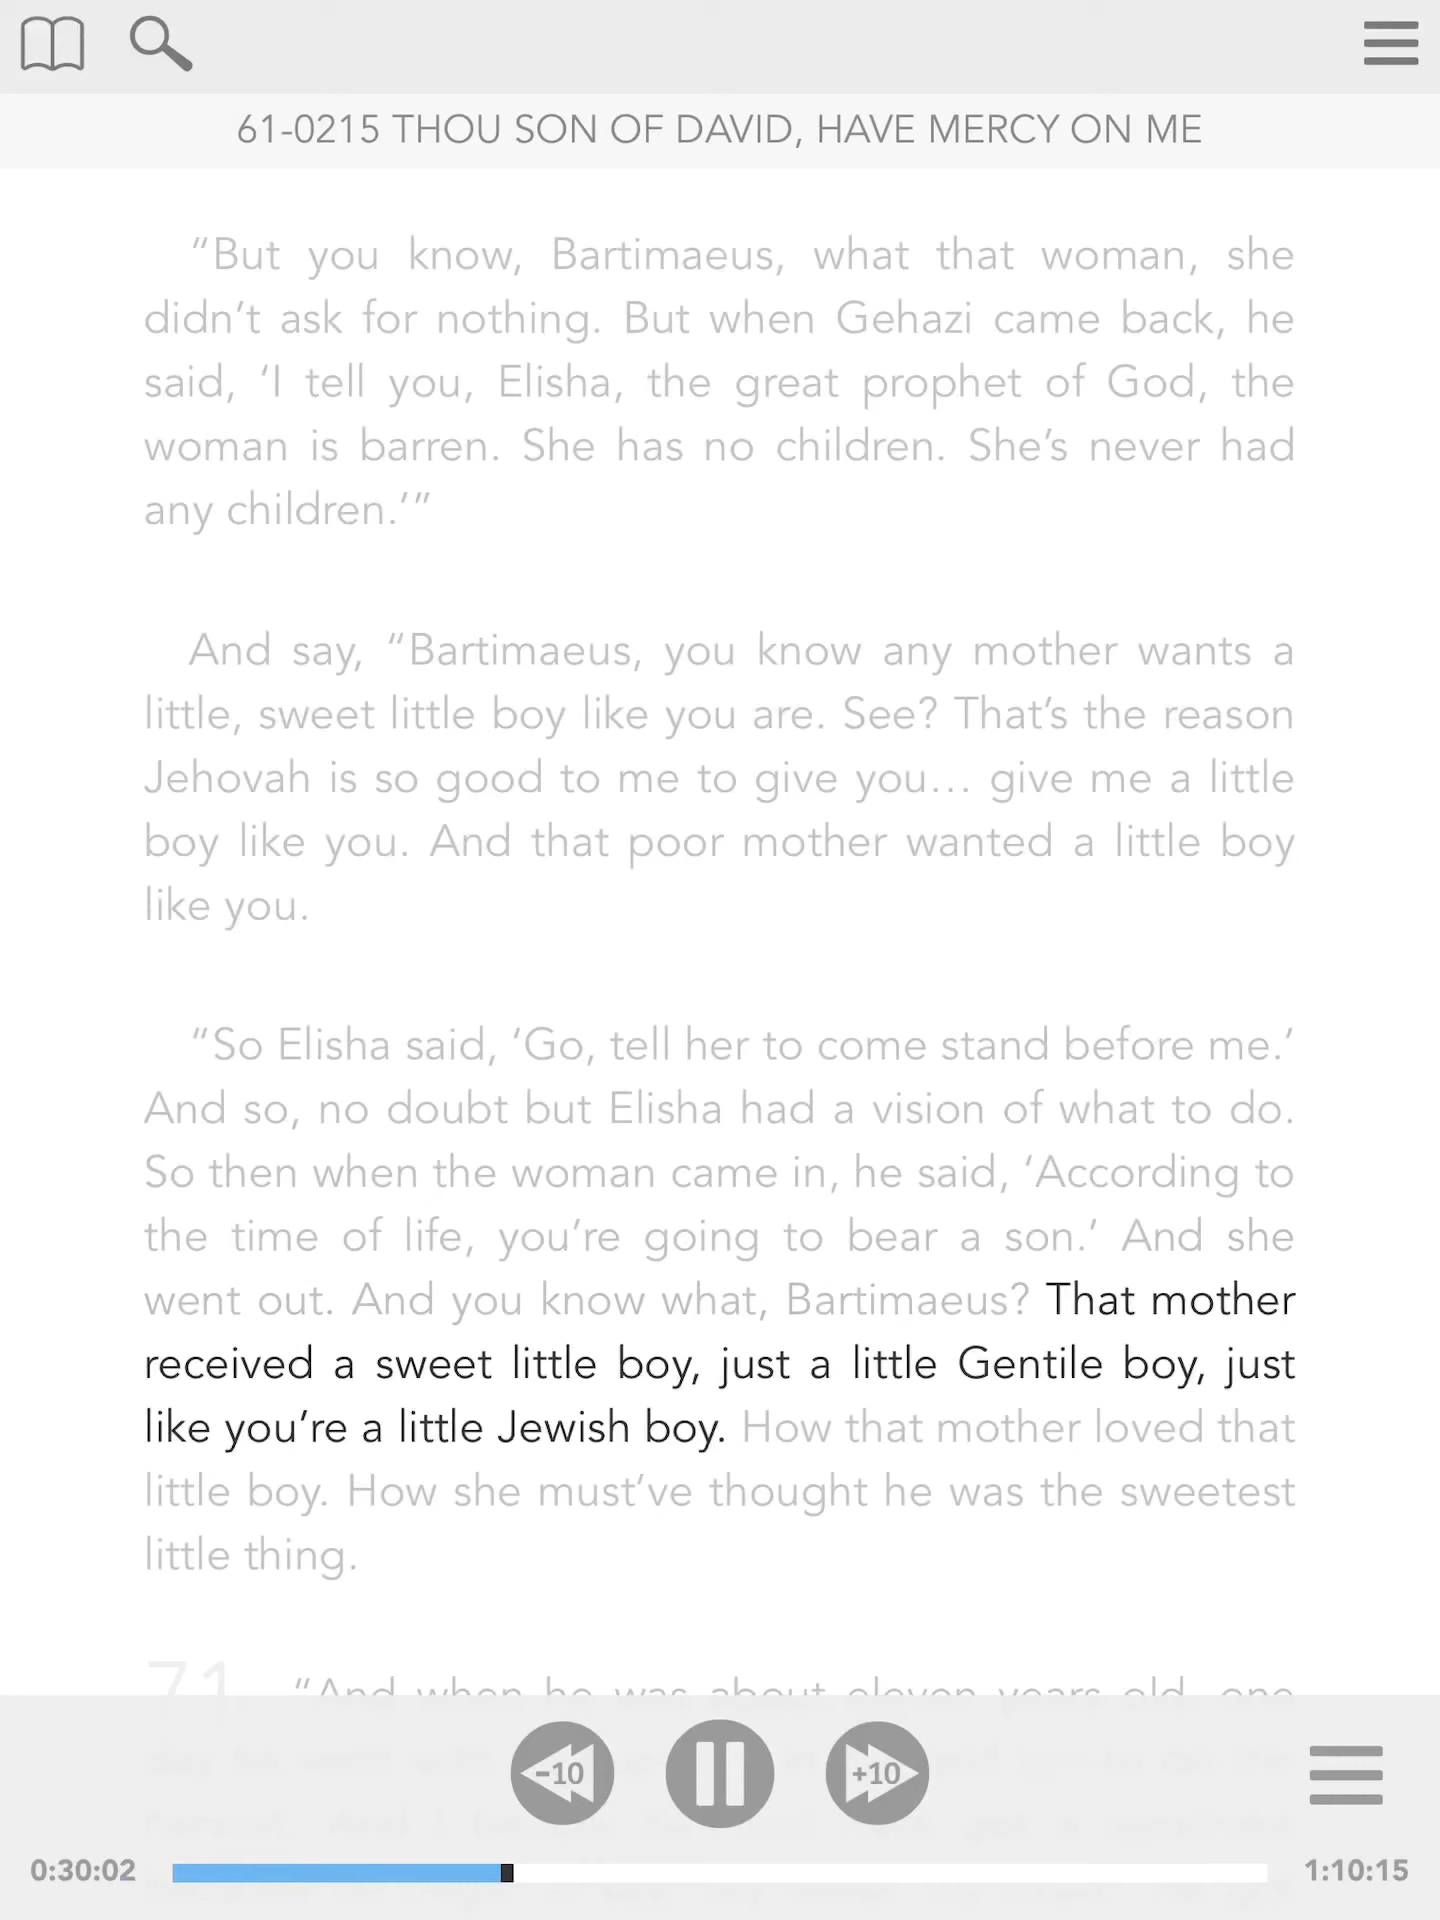 61-0215 THOU SON OF DAVID, HAVE MERCY ON ME
“But you know, Bartimaeus, what that woman, she
didn’t ask for nothing. But when Gehazi came back, he
said, ‘I tell you, Elisha, the great prophet of God, the
woman is barren. She has no children. She’s never had
any children.’”
And say, “Bartimaeus, you know any mother wants a
little, sweet little boy like you are. See? That’s the reason
Jehovah is so good to me to give you… give me a little
boy like you. And that poor mother wanted a little boy
like you.
“So Elisha said, ‘Go, tell her to come stand before me.’
And so, no doubt but Elisha had a vision of what to do.
So then when the woman came in, he said, ‘According to
the time of life, you’re going to bear a son.’ And she
went out. And you know what, Bartimaeus? That mother
received a sweet little boy, just a little Gentile boy, just
like you’re a little Jewish boy. How that mother loved that
little boy. How she must’ve thought he was the sweetest
little thing.
71 “And when he was about eleven years old, one
-10 +10
0:30:02 1:10:15